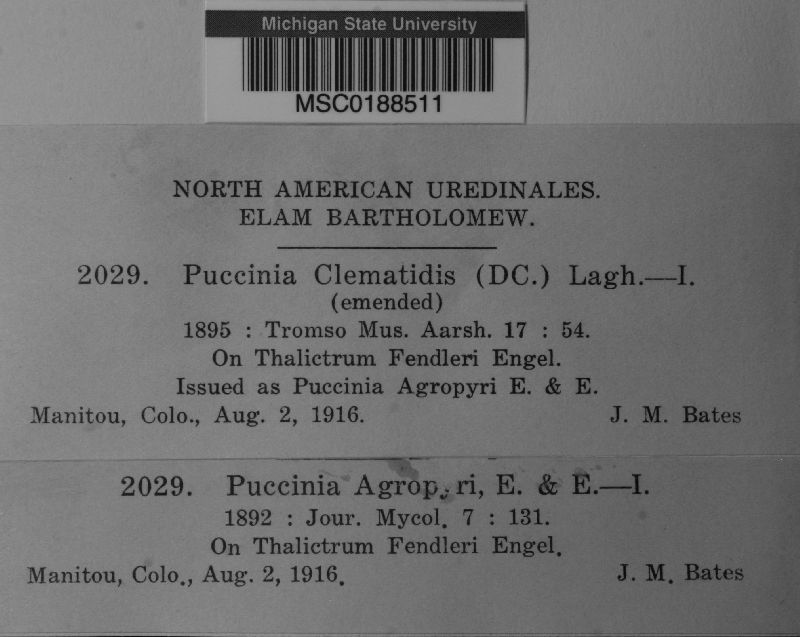 Michigan State University
MSC0188511
NORTH AMERICAN UREDINALES.
ELAM BARTHOLOMEW.
2029. Puccinia Clematidis (DC.) Lagh.—I.
(emended)
1895 : Tromso Mus. Aarsh. 17 : 54.
On Thalictrum Fendleri Engel.
Issued as Puccinia Agropyri E. & E.
Manitou, Colo., Aug. 2, 1916. J. M. Bates
2029. Puccinia Agropyri, E. & E.—I.
1892 : Jour. Mycol. 7 : 131.
On Thalictrum Fendleri Engel.
Manitou, Colo., Aug. 2, 1916. J. M. Bates